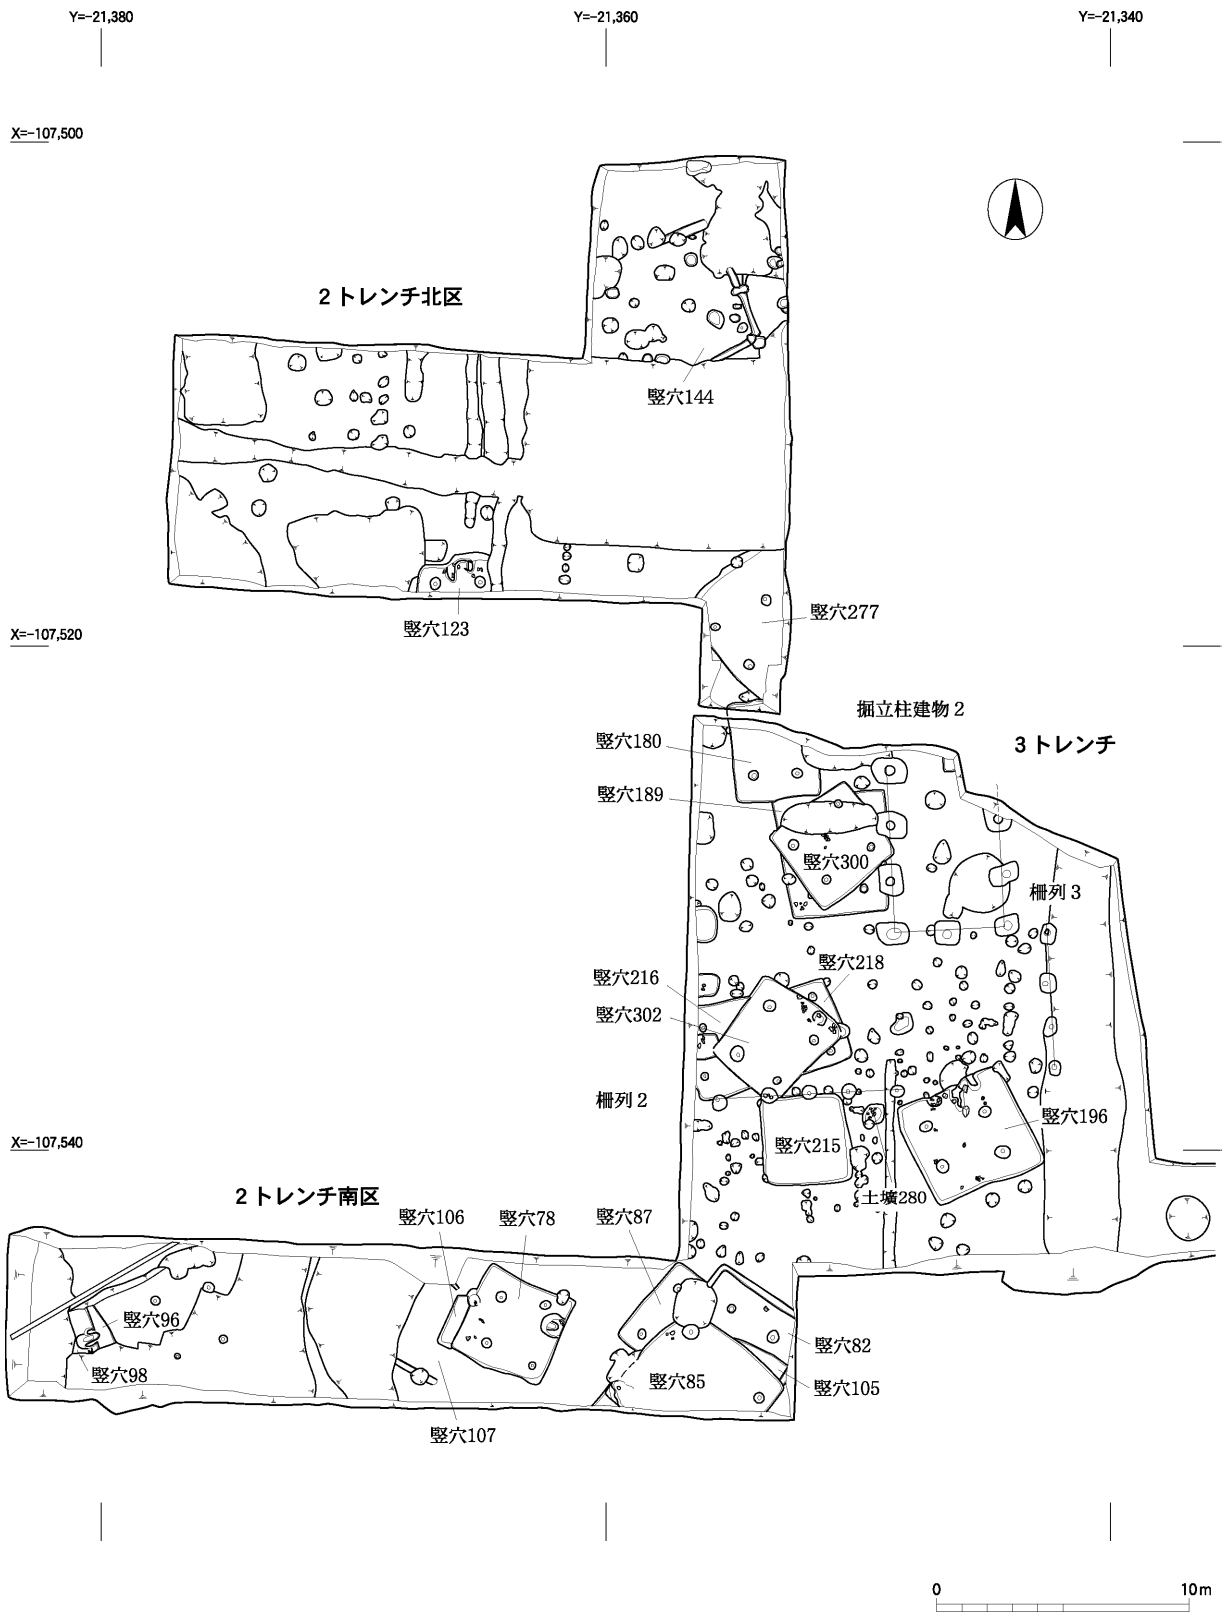 Y=-21,380
Y=-21,360
Y=-21,340
X=-107,500
2トレンチ北区
竪穴144
竪穴277
竪穴123
X=-107,520
掘立柱建物2
竪穴180
3トレンチ
竪穴189
竪穴300
柵列3
竪穴218
竪穴216
竪穴302
柵列2
竪穴196
X=-107,540
竪穴215
2トレンチ南区
土壙280
竪穴106
竪穴78
竪穴87
竪穴96
竪穴82
竪穴98
竪穴85
竪穴105
竪穴107
0
10m